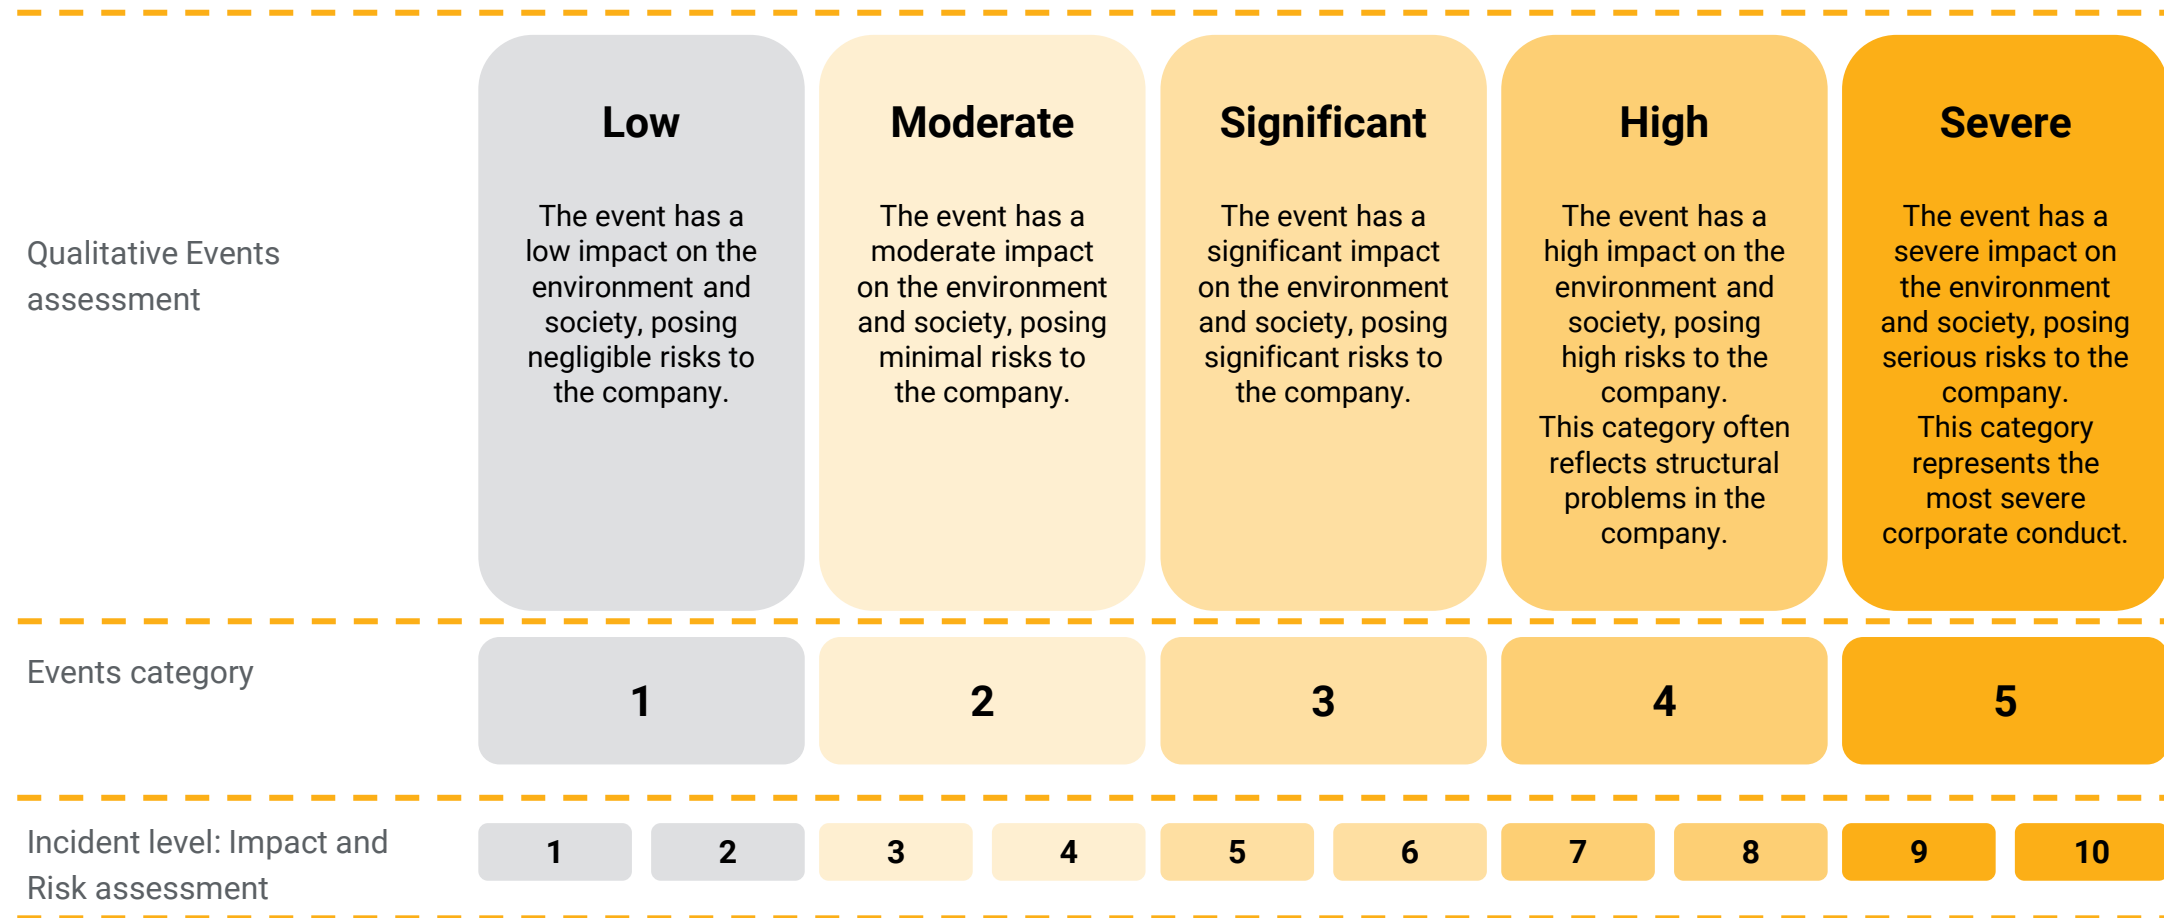 Qualitative Events
assessment
Low
The event has a
low impact on the
environment and
society, posing
negligible risks to
the company.
Moderate
The event has a
moderate impact
on the environment
and society, posing
minimal risks to
the company.
Significant
The event has a
significant impact
on the environment
and society, posing
significant risks to
the company.
High
The event has a
high impact on the
environment and
society, posing
high risks to the
company.
This category often
reflects structural
problems in the
company.
Severe
The event has a
severe impact on
the environment
and society, posing
serious risks to the
company.
This category
represents the
most severe
corporate conduct.
Events category
1
2
3
4
5
Incident level: Impact and
Risk assessment
1
2
3
4
5
6
7
8
9
10